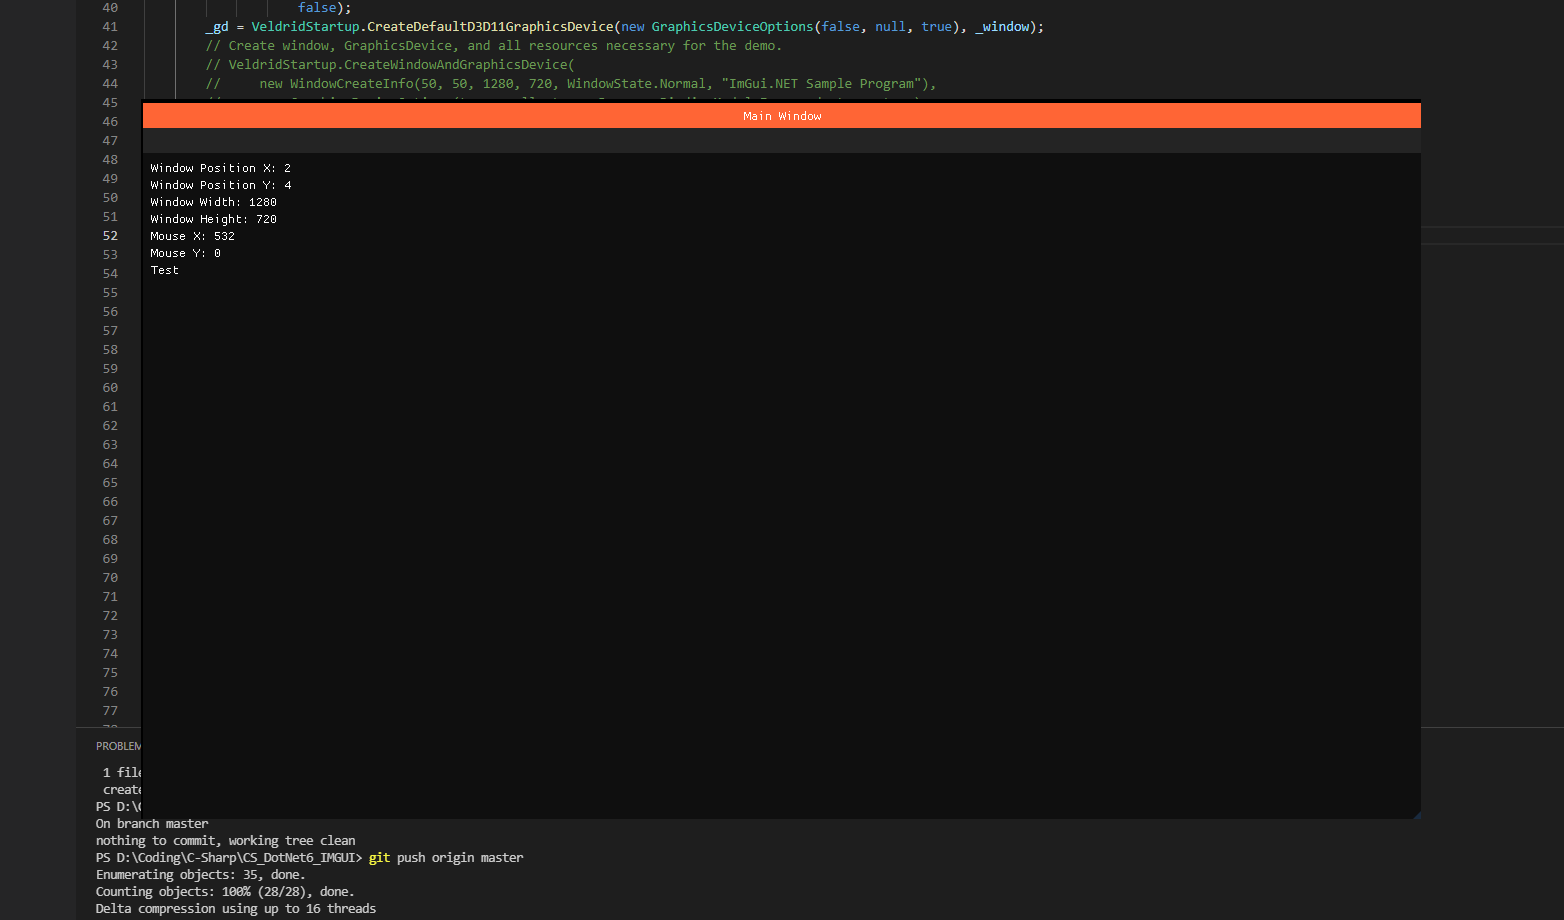 40 false);
41 _gd = VeldridStartup.CreateDefaultD3D11GraphicsDevice(new GraphicsDeviceOptions(false, null, true), _window);
42 // Create window, GraphicsDevice, and all resources necessary for the demo.
43 // VeldridStartup.CreateWindowAndGraphicsDevice(
44 //     new WindowCreateInfo(50, 50, 1280, 720, WindowState.Normal, "ImGui.NET Sample Program"),
45
46
47
48
49
50
51
52
53
54
55
56
57
58
59
60
61
62
63
64
65
66
67
68
69
70
71
72
73
74
75
76
77
Main Window
Window Position X: 2
Window Position Y: 4
Window Width: 1280
Window Height: 720
Mouse X: 532
Mouse Y: 0
Test
PROBLEM
1 file
create
PS D:\
On branch master
nothing to commit, working tree clean
PS D:\Coding\C-Sharp\CS_DotNet6_IMGUI> git push origin master
Enumerating objects: 35, done.
Counting objects: 100% (28/28), done.
Delta compression using up to 16 threads